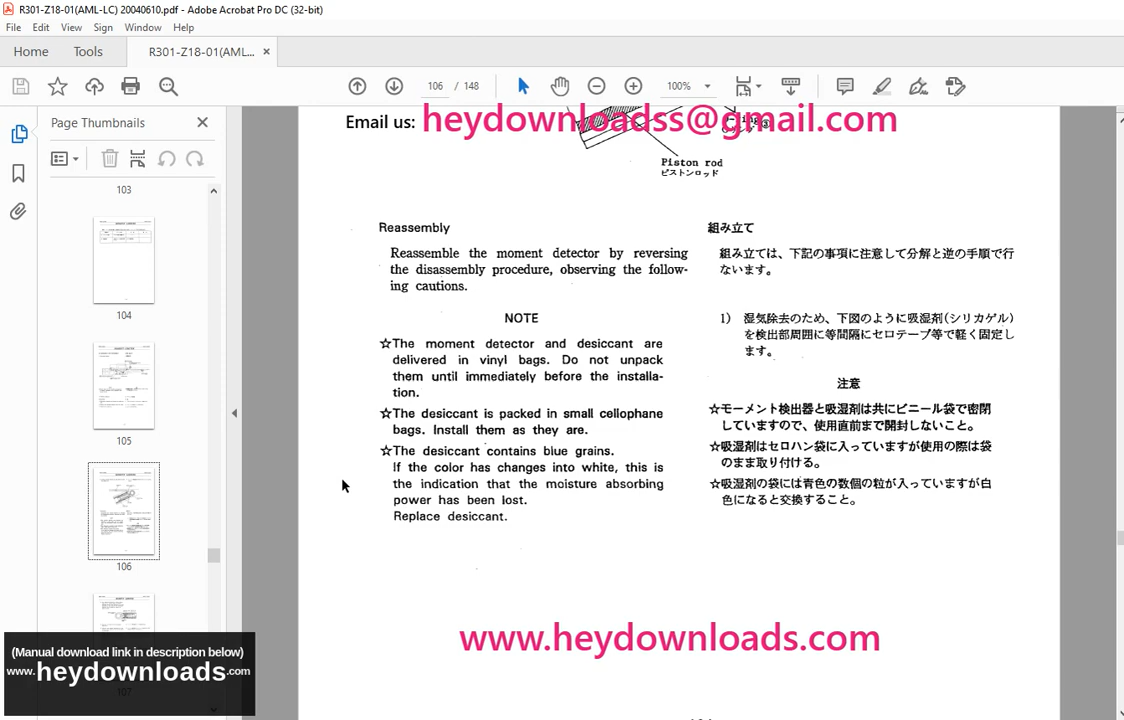 R301-Z18-01(AML-LC) 20040610.pdf - Adobe Acrobat Pro DC (32-bit)
File Edit View Sign Window Help
Home Tools R301-Z18-01(AML... ×
106 / 148 100%
Page Thumbnails
103
104
105
106
107
Email us: heydownloadss@gmail.com
Piston rod
ピストンロッド
Reassembly
Reassemble the moment detector by reversing
the disassembly procedure, observing the follow-
ing cautions.
NOTE
☆The moment detector and desiccant are
delivered in vinyl bags. Do not unpack
them until immediately before the installa-
tion.
☆The desiccant is packed in small cellophane
bags. Install them as they are.
☆The desiccant contains blue grains.
If the color has changes into white, this is
the indication that the moisture absorbing
power has been lost.
Replace desiccant.
組み立て
組み立ては、下記の事項に注意して分解と逆の手順で行
ないます。
1) 湿気除去のため、下図のように吸湿剤(シリカゲル)
を検出部周囲に等間隔にセロテープ等で軽く固定し
ます。
注意
☆モーメント検出器と吸湿剤は共にビニール袋で密閉
していますので、使用直前まで開封しないこと。
☆吸湿剤はセロハン袋に入っていますが使用の際は袋
のまま取り付ける。
☆吸湿剤の袋には青色の数個の粒が入っていますが白
色になると交換すること。
www.heydownloads.com
(Manual download link in description below)
www.heydownloads.com